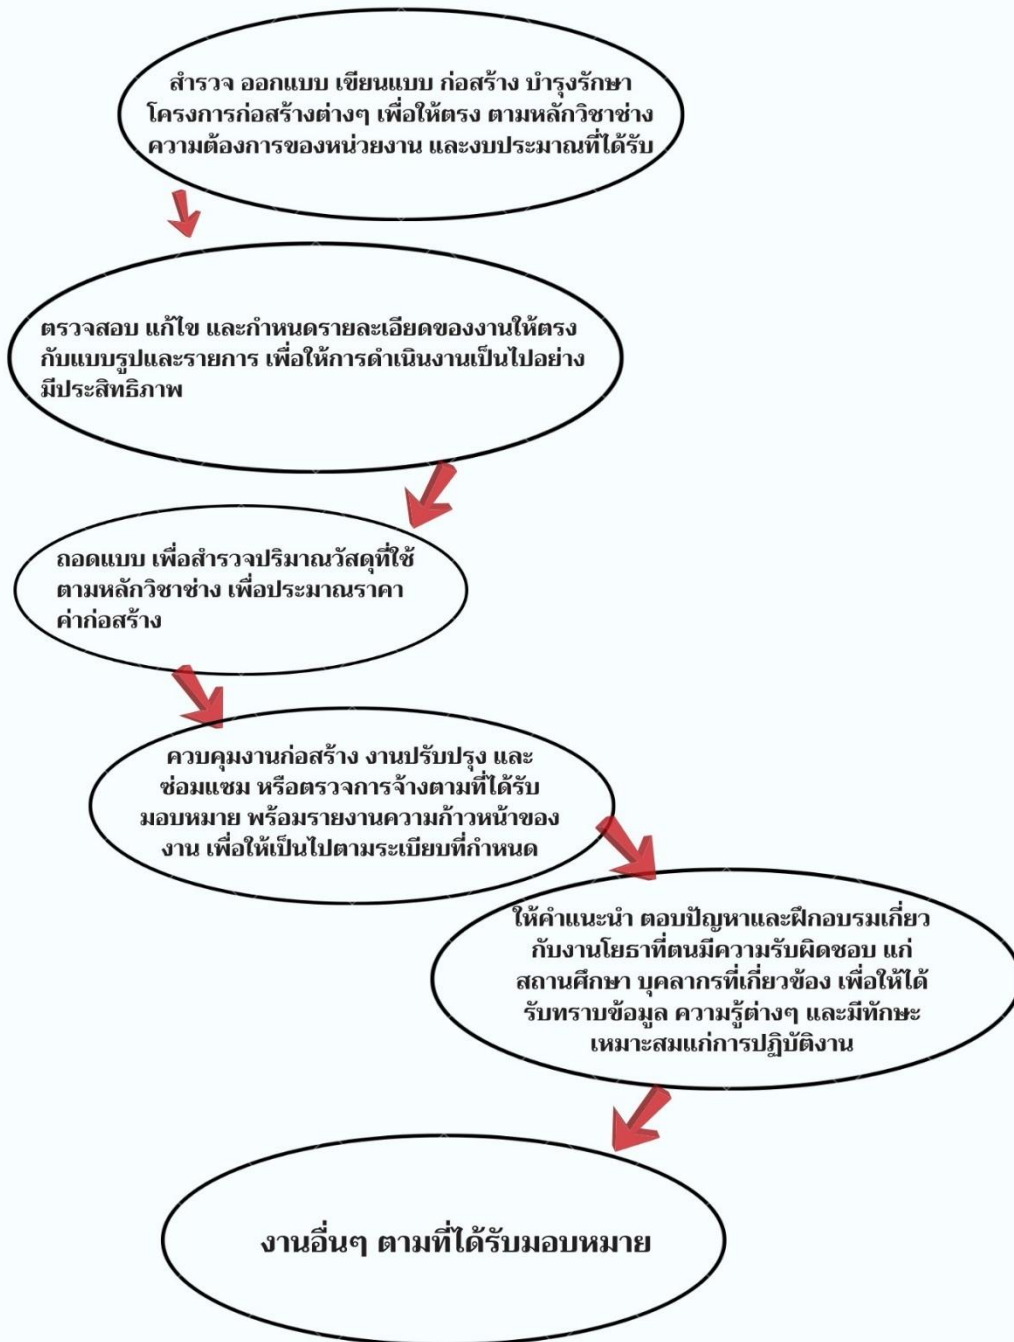 สำรวจ ออกแบบ เขียนแบบ ก่อสร้าง บำรุงรักษา
โครงการก่อสร้างต่างๆ เพื่อให้ตรง ตามหลักวิชาช่าง
ความต้องการของหน่วยงาน และงบประมาณที่ได้รับ
ตรวจสอบ แก้ไข และกำหนดรายละเอียดของงานให้ตรง
กับแบบรูปและรายการ เพื่อให้การดำเนินงานเป็นไปอย่าง
มีประสิทธิภาพ
ถอดแบบ เพื่อสำรวจปริมาณวัสดุที่ใช้
ตามหลักวิชาช่าง เพื่อประมาณราคา
ค่าก่อสร้าง
ควบคุมงานก่อสร้าง งานปรับปรุง และ
ซ่อมแซม หรือตรวจการจ้างตามที่ได้รับ
มอบหมาย พร้อมรายงานความก้าวหน้าของ
งาน เพื่อให้เป็นไปตามระเบียบที่กำหนด
ให้คำแนะนำ ตอบปัญหาและฝึกอบรมเกี่ยว
กับงานโยธาที่ตนมีความรับผิดชอบ แก่
สถานศึกษา บุคลากรที่เกี่ยวข้อง เพื่อให้ได้
รับทราบข้อมูล ความรู้ต่างๆ และมีทักษะ
เหมาะสมแก่การปฏิบัติงาน
งานอื่นๆ ตามที่ได้รับมอบหมาย